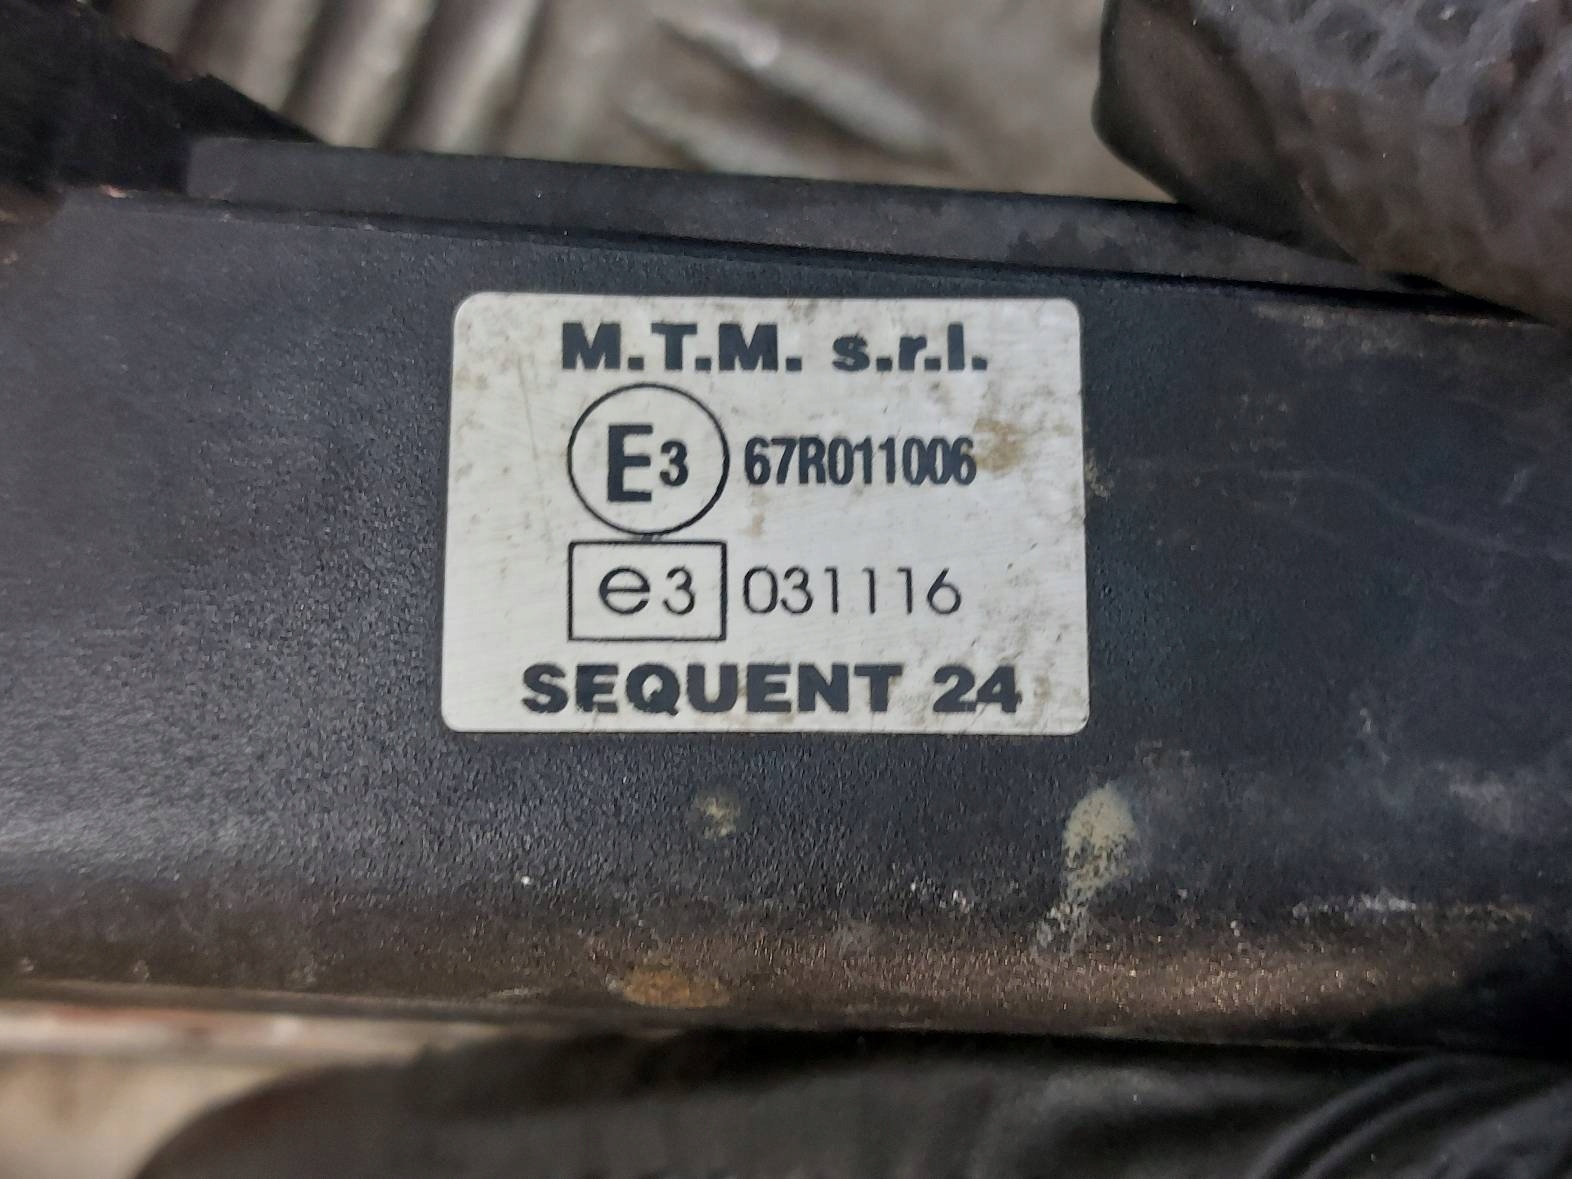 M.T.M. s.r.l.
E3 67R011006
e3 031116
SEQUENT 24